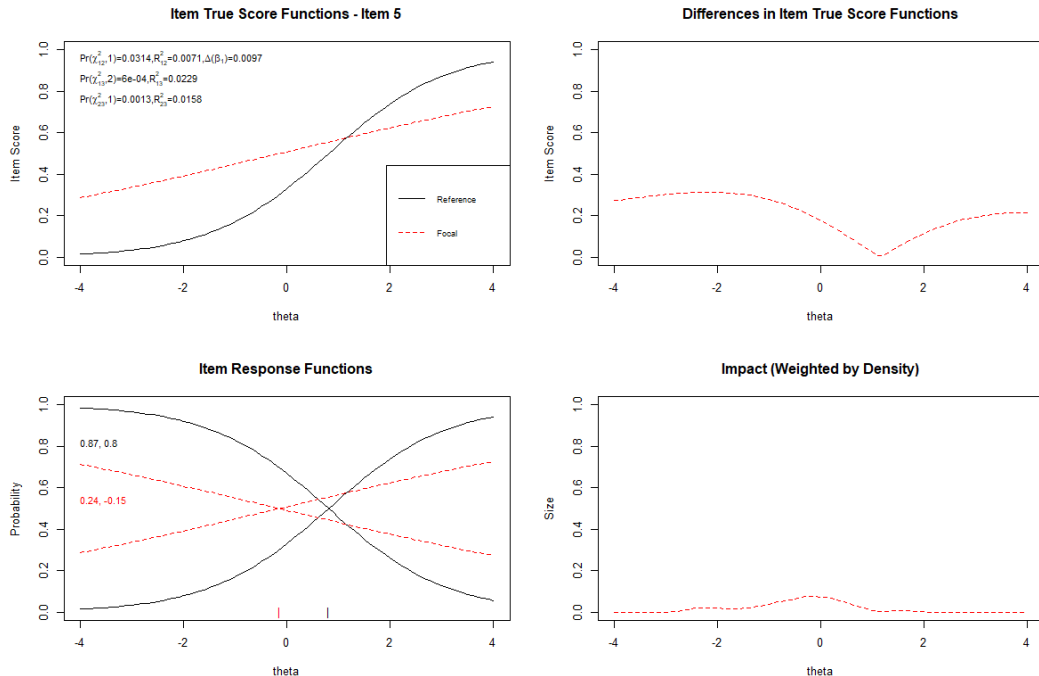 Item True Score Functions - Item 5
Pr(χ²₁₂,1)=0.0314,R²₁₂=0.0071,Δ(β₁)=0.0097
Pr(χ²₁₃,2)=6e-04,R²₁₃=0.0229
Pr(χ²₂₃,1)=0.0013,R²₂₃=0.0158
Item Score
1.0
0.8
0.6
0.4
0.2
0.0
Reference
Focal
-4 -2 0 2 4
theta
Differences in Item True Score Functions
Item Score
1.0
0.8
0.6
0.4
0.2
0.0
-4 -2 0 2 4
theta
Item Response Functions
Probability
1.0
0.8
0.6
0.4
0.2
0.0
0.87, 0.8
0.24, -0.15
-4 -2 0 2 4
theta
Impact (Weighted by Density)
Size
1.0
0.8
0.6
0.4
0.2
0.0
-4 -2 0 2 4
theta